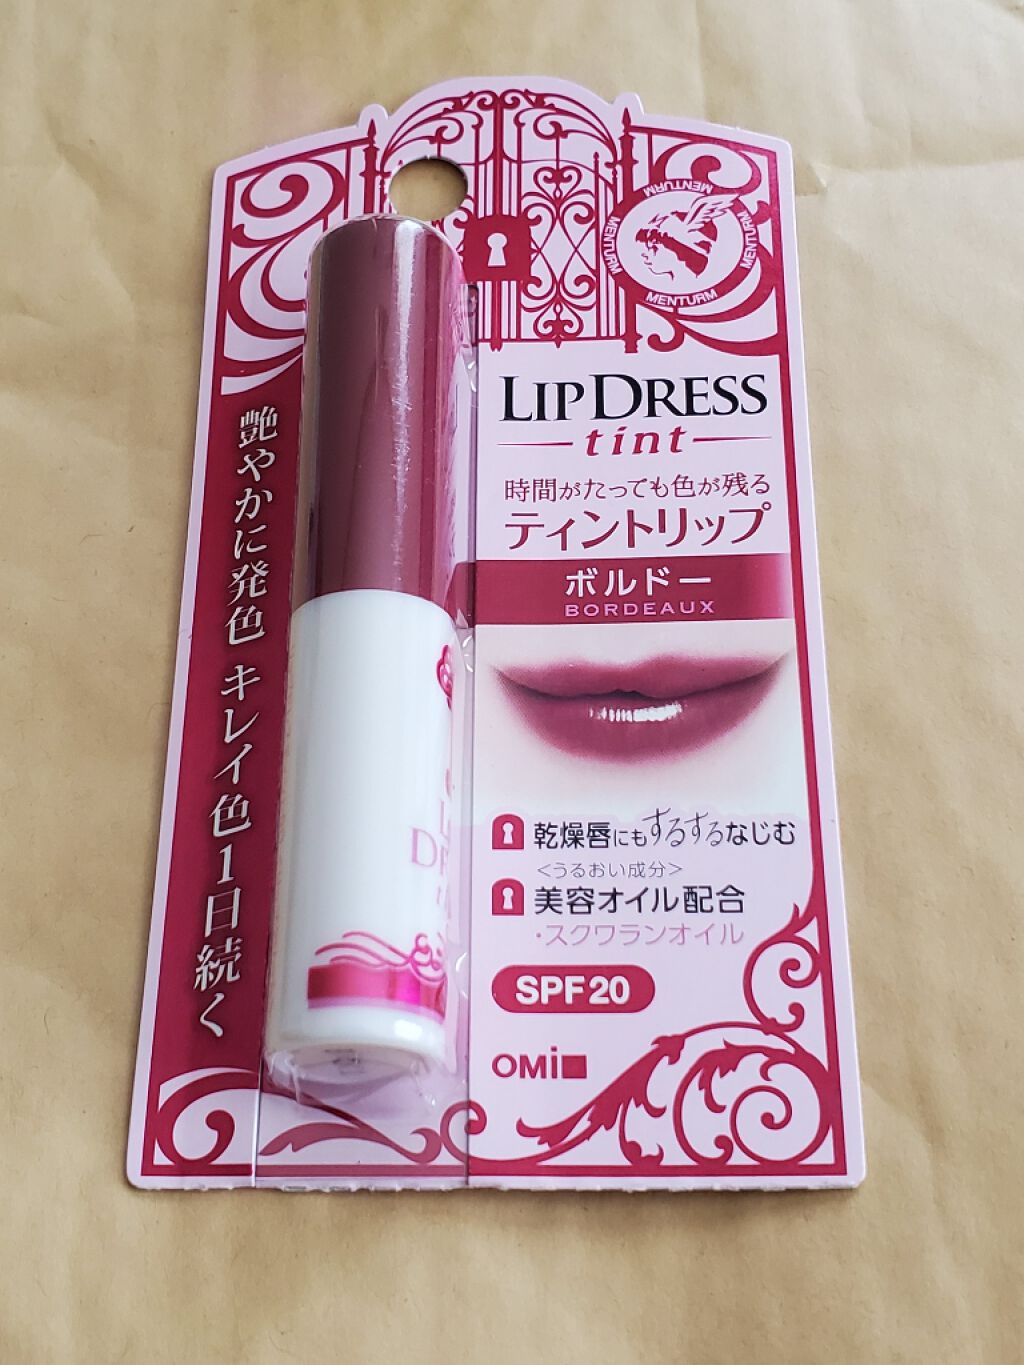 MENTURM
MENTURM
MENTURM
MENTURM
LIP DRESS
tint
時間がたっても色が残る
ティントリップ
ボルドー
BORDEAUX
艶やかに発色 キレイ色1日続く
乾燥唇にもするするなじむ
<うるおい成分>
美容オイル配合
・スクワランオイル
SPF20
OMi